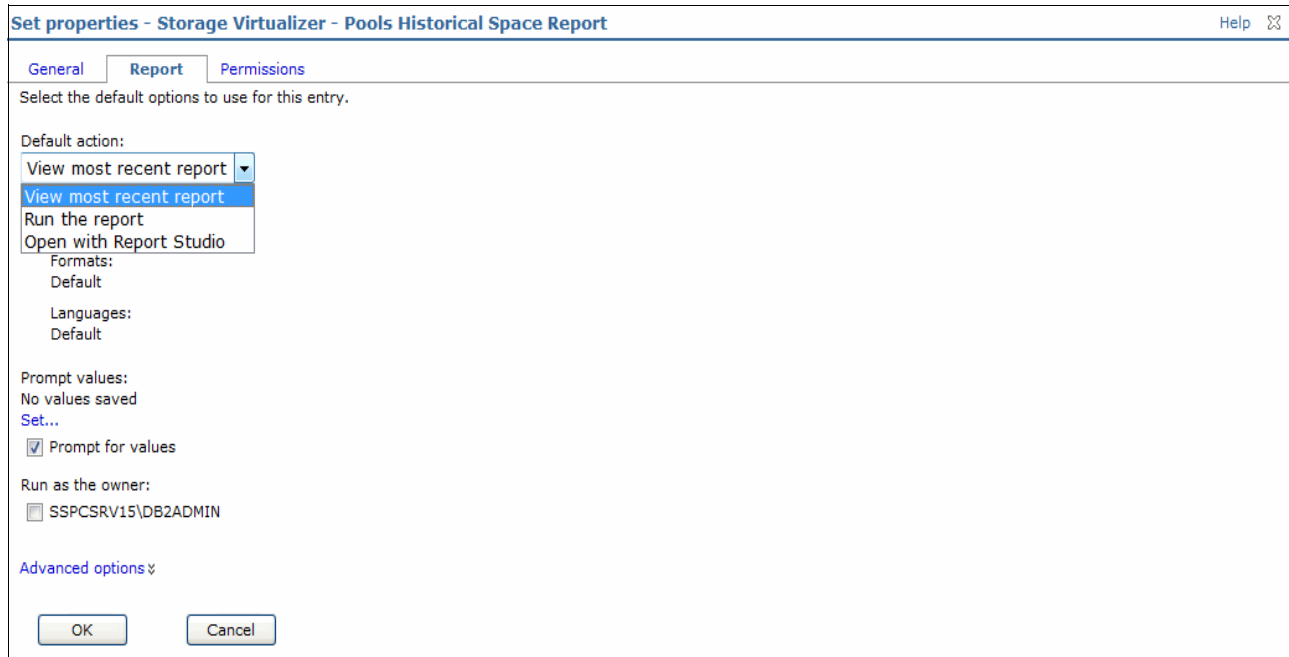 Set properties - Storage Virtualizer - Pools Historical Space Report Help
General Report Permissions
Select the default options to use for this entry.
Default action:
View most recent report
View most recent report
Run the report
Open with Report Studio
Formats:
Default
Languages:
Default
Prompt values:
No values saved
Set...
Prompt for values
Run as the owner:
SSPCSRV15\DB2ADMIN
Advanced options
OK Cancel